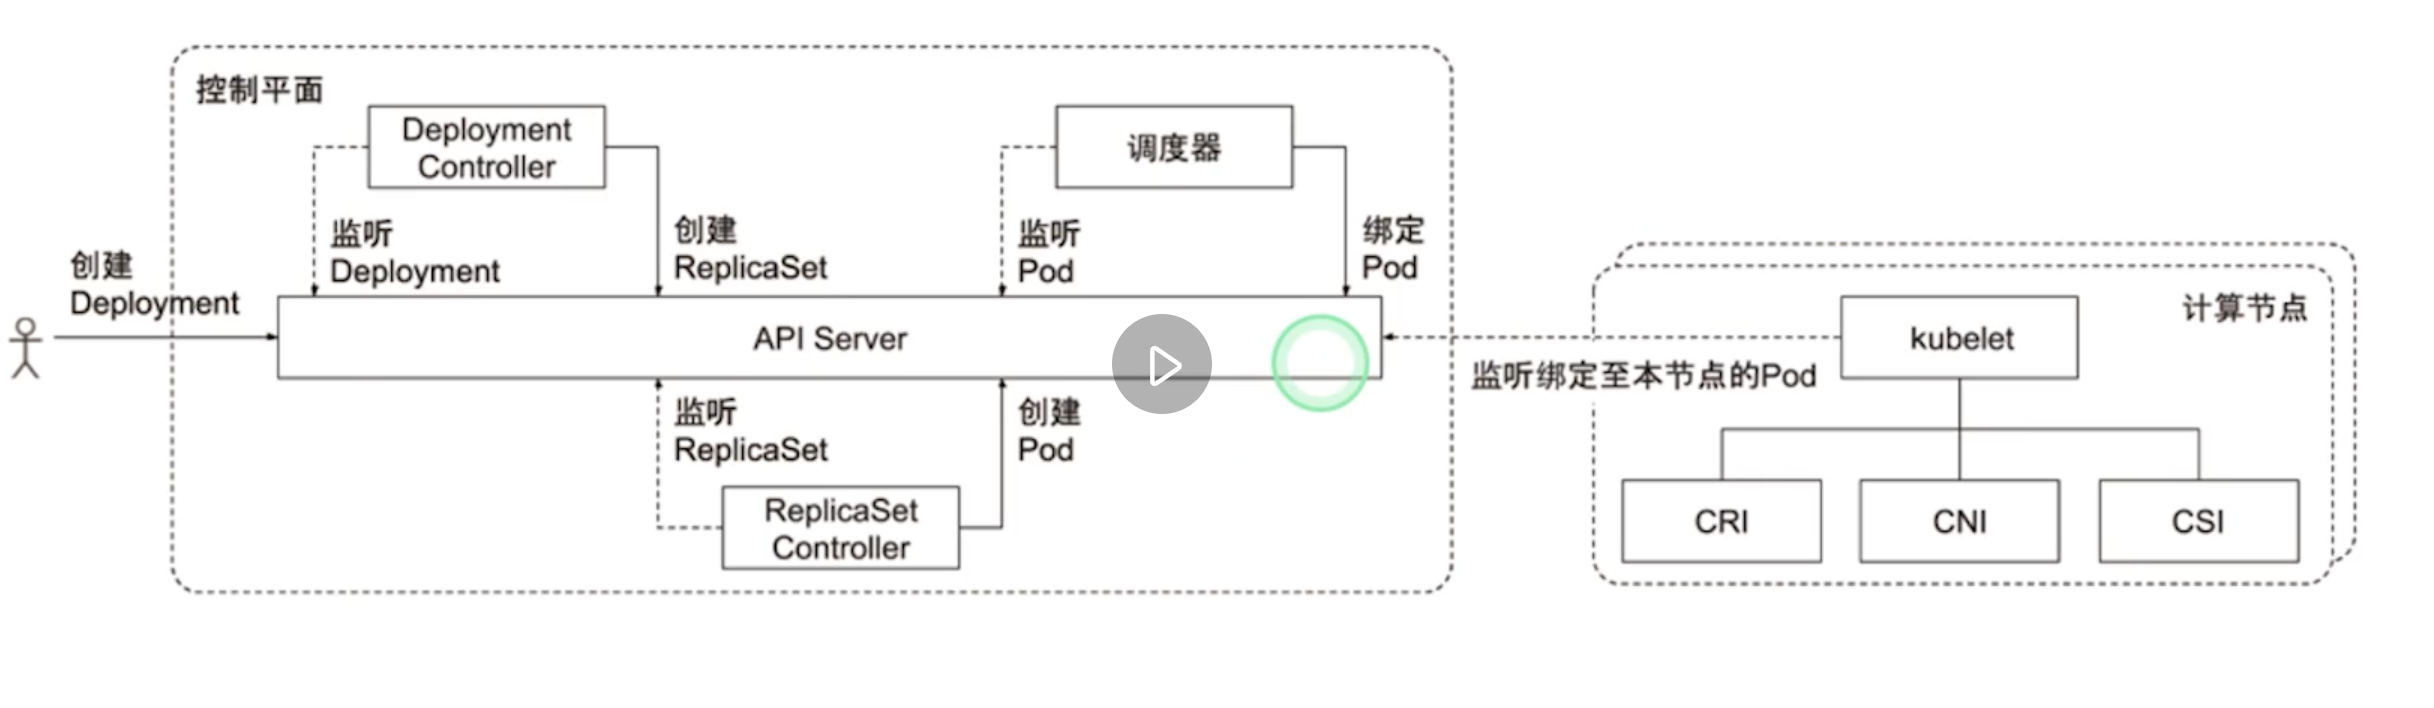 控制平面
Deployment
Controller
调度器
监听
Deployment
创建
ReplicaSet
监听
Pod
绑定
Pod
创建
Deployment
API Server
计算节点
kubelet
监听绑定至本节点的Pod
监听
ReplicaSet
创建
Pod
ReplicaSet
Controller
CRI
CNI
CSI